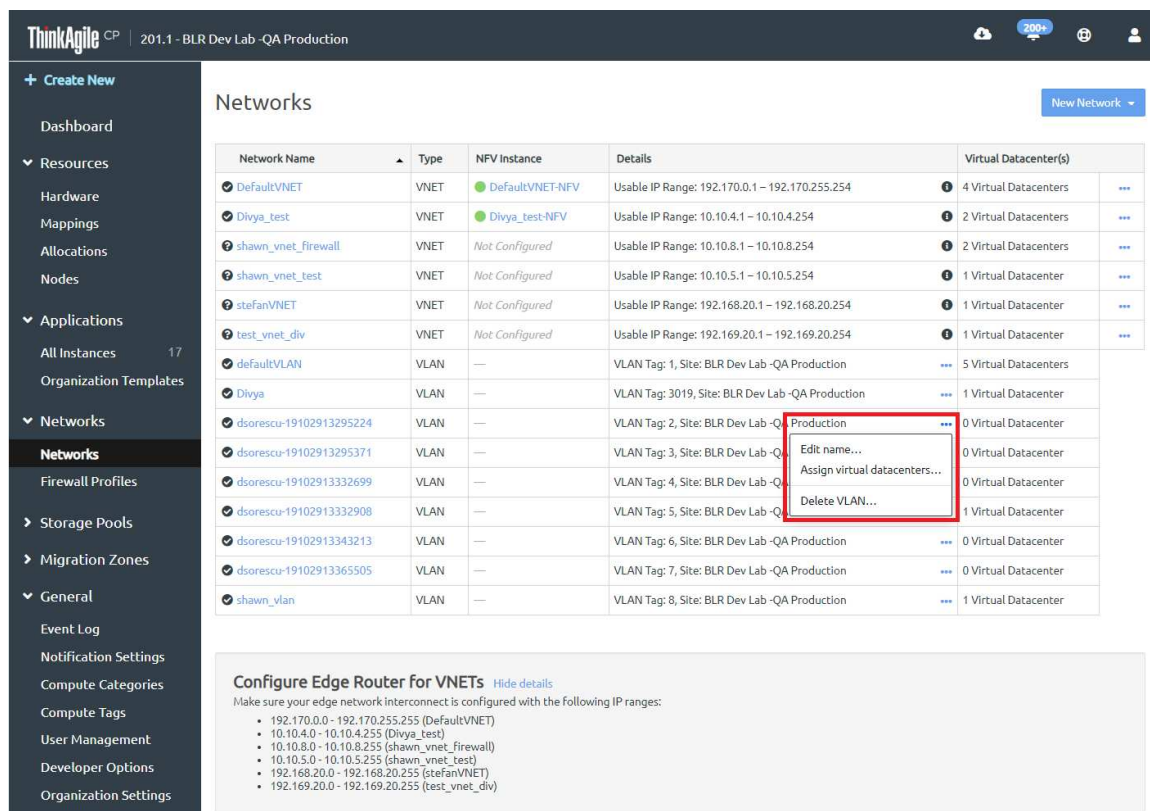 ThinkAgile CP | 201.1 - BLR Dev Lab -QA Production 200+
+ Create New
Dashboard
Resources
Hardware
Mappings
Allocations
Nodes
Applications
All Instances 17
Organization Templates
Networks
Networks
Firewall Profiles
Storage Pools
Migration Zones
General
Event Log
Notification Settings
Compute Categories
Compute Tags
User Management
Developer Options
Organization Settings
Networks
New Network
Network Name Type NFV Instance Details Virtual Datacenter(s)
DefaultVNET VNET DefaultVNET-NFV Usable IP Range: 192.170.0.1 – 192.170.255.254 4 Virtual Datacenters
Divya_test VNET Divya_test-NFV Usable IP Range: 10.10.4.1 – 10.10.4.254 2 Virtual Datacenters
shawn_vnet_firewall VNET Not Configured Usable IP Range: 10.10.8.1 – 10.10.8.254 2 Virtual Datacenters
shawn_vnet_test VNET Not Configured Usable IP Range: 10.10.5.1 – 10.10.5.254 1 Virtual Datacenter
stefanVNET VNET Not Configured Usable IP Range: 192.168.20.1 – 192.168.20.254 1 Virtual Datacenter
test_vnet_div VNET Not Configured Usable IP Range: 192.169.20.1 – 192.169.20.254 1 Virtual Datacenter
defaultVLAN VLAN — VLAN Tag: 1, Site: BLR Dev Lab -QA Production 5 Virtual Datacenters
Divya VLAN — VLAN Tag: 3019, Site: BLR Dev Lab -QA Production 1 Virtual Datacenter
dsorescu-19102913295224 VLAN — VLAN Tag: 2, Site: BLR Dev Lab -QA Production 0 Virtual Datacenter
dsorescu-19102913295371 VLAN — VLAN Tag: 3, Site: BLR Dev Lab -Q 0 Virtual Datacenter
dsorescu-19102913332699 VLAN — VLAN Tag: 4, Site: BLR Dev Lab -Q 0 Virtual Datacenter
dsorescu-19102913332908 VLAN — VLAN Tag: 5, Site: BLR Dev Lab -Q 1 Virtual Datacenter
dsorescu-19102913343213 VLAN — VLAN Tag: 6, Site: BLR Dev Lab -QA Production 0 Virtual Datacenter
dsorescu-19102913365505 VLAN — VLAN Tag: 7, Site: BLR Dev Lab -QA Production 0 Virtual Datacenter
shawn_vlan VLAN — VLAN Tag: 8, Site: BLR Dev Lab -QA Production 1 Virtual Datacenter
Edit name...
Assign virtual datacenters...
Delete VLAN...
Configure Edge Router for VNETs Hide details
Make sure your edge network interconnect is configured with the following IP ranges:
• 192.170.0.0 - 192.170.255.255 (DefaultVNET)
• 10.10.4.0 - 10.10.4.255 (Divya_test)
• 10.10.8.0 - 10.10.8.255 (shawn_vnet_firewall)
• 10.10.5.0 - 10.10.5.255 (shawn_vnet_test)
• 192.168.20.0 - 192.168.20.255 (stefanVNET)
• 192.169.20.0 - 192.169.20.255 (test_vnet_div)